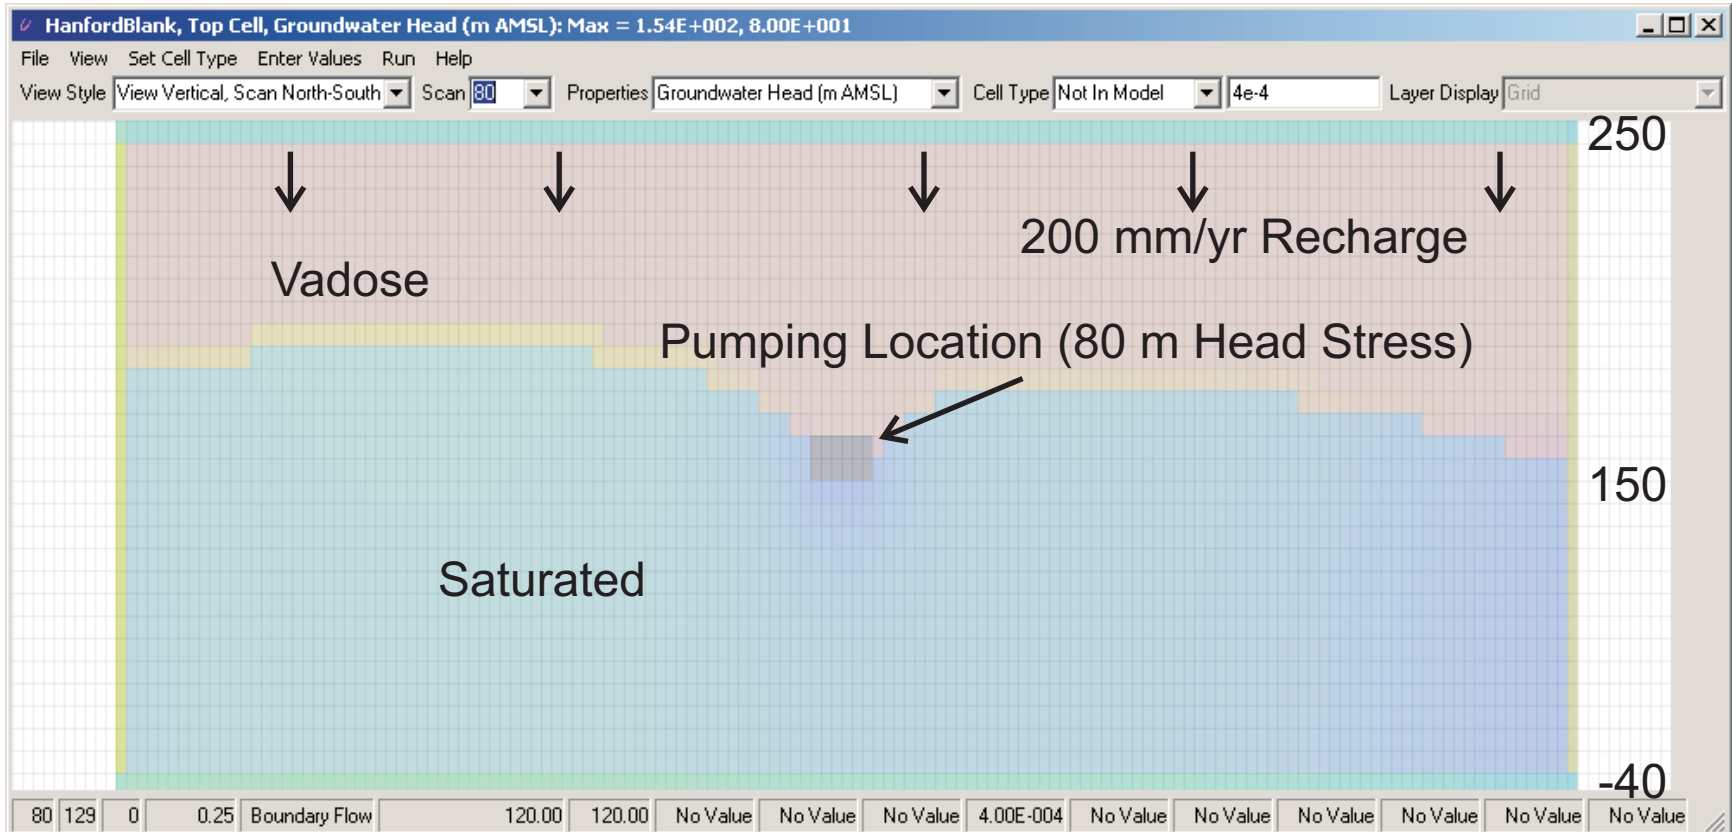 HanfordBlank, Top Cell, Groundwater Head (m AMSL): Max = 1.54E+002, 8.00E+001
File View Set Cell Type Enter Values Run Help
View Style View Vertical, Scan North-South Scan 80 Properties Groundwater Head (m AMSL) Cell Type Not In Model 4e-4 Layer Display Grid
250
200 mm/yr Recharge
Vadose
Pumping Location (80 m Head Stress)
150
Saturated
-40
80 129 0 0.25 Boundary Flow 120.00 120.00 No Value No Value No Value 4.00E-004 No Value No Value No Value No Value No Value No Value